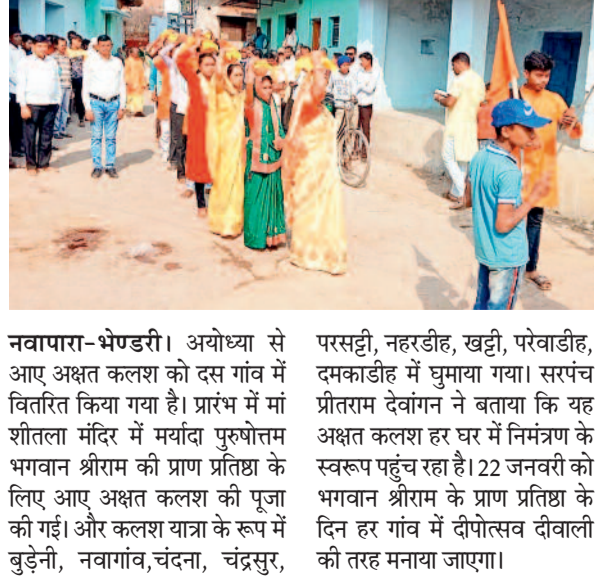 नवापारा-भेण्डरी। अयोध्या से
आए अक्षत कलश को दस गांव में
वितरित किया गया है। प्रारंभ में मां
शीतला मंदिर में मर्यादा पुरुषोत्तम
भगवान श्रीराम की प्राण प्रतिष्ठा के
लिए आए अक्षत कलश की पूजा
की गई। और कलश यात्रा के रूप में
बुड़ेनी, नवागांव,चंदना, चंद्रसुर,
परसट्टी, नहरडीह, खट्टी, परेवाडीह,
दमकाडीह में घुमाया गया। सरपंच
प्रीतराम देवांगन ने बताया कि यह
अक्षत कलश हर घर में निमंत्रण के
स्वरूप पहुंच रहा है। 22 जनवरी को
भगवान श्रीराम के प्राण प्रतिष्ठा के
दिन हर गांव में दीपोत्सव दीवाली
की तरह मनाया जाएगा।